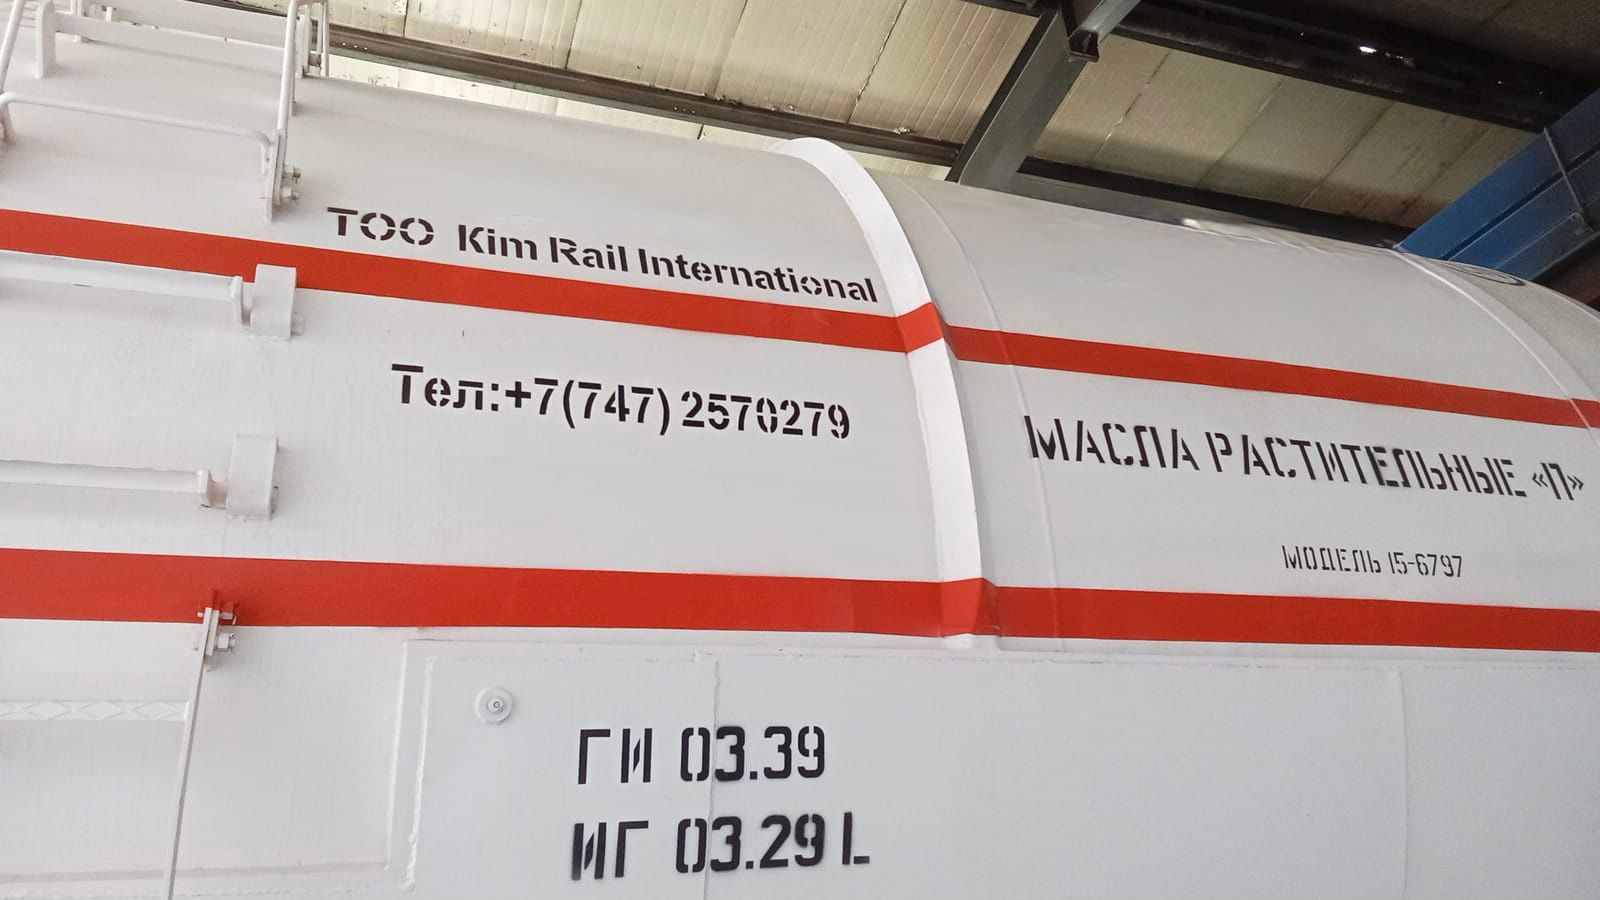 ТОО Kim Rail International
Тел:+7(747) 2570279
МАСЛА РАСТИТЕЛЬНЫЕ «П»
МОДЕЛЬ 15-6797
ГИ 03.39
ИГ 03.29 L